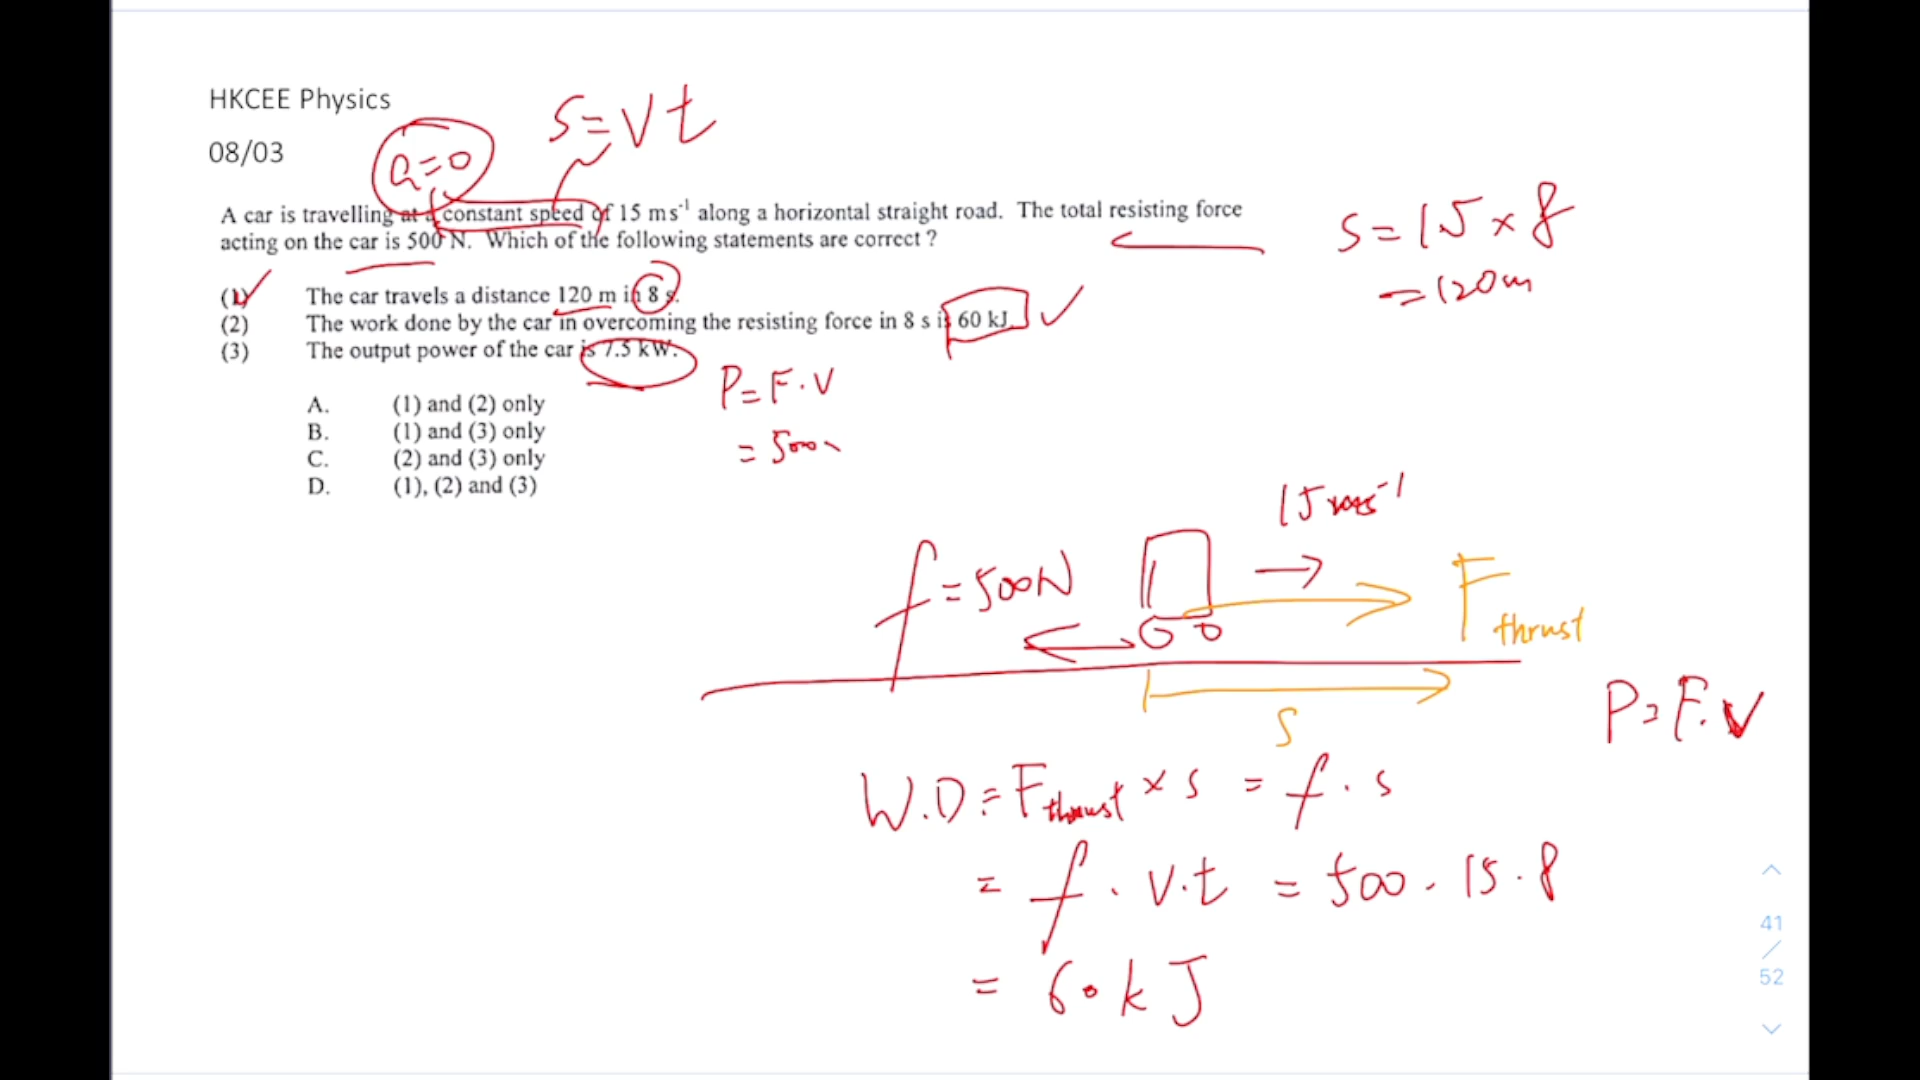 HKCEE Physics
S = vt
08/03
a=0
A car is travelling at a constant speed of 15 ms⁻¹ along a horizontal straight road. The total resisting force
acting on the car is 500 N. Which of the following statements are correct ?
S = 15 × 8
= 120m
(1) The car travels a distance 120 m in 8 s.
(2) The work done by the car in overcoming the resisting force in 8 s is 60 kJ.
(3) The output power of the car is 7.5 kW.
P = F·V
= 500
A. (1) and (2) only
B. (1) and (3) only
C. (2) and (3) only
D. (1), (2) and (3)
15 ms⁻¹
f = 500N
F thrust
S
P = F·V
W.D = F thrust × s = f · s
= f · v · t = 500 · 15 · 8
= 60 kJ
41
/
52